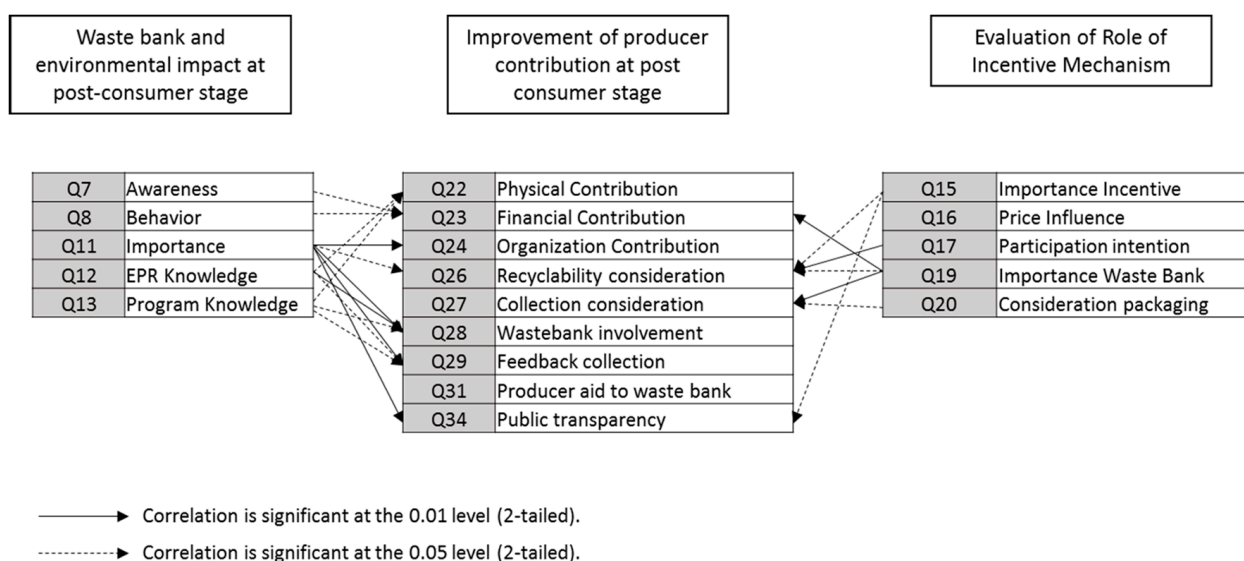 Waste bank and
environmental impact at
post-consumer stage
Improvement of producer
contribution at post
consumer stage
Evaluation of Role of
Incentive Mechanism
Q7 Awareness
Q8 Behavior
Q11 Importance
Q12 EPR Knowledge
Q13 Program Knowledge
Q22 Physical Contribution
Q23 Financial Contribution
Q24 Organization Contribution
Q26 Recyclability consideration
Q27 Collection consideration
Q28 Wastebank involvement
Q29 Feedback collection
Q31 Producer aid to waste bank
Q34 Public transparency
Q15 Importance Incentive
Q16 Price Influence
Q17 Participation intention
Q19 Importance Waste Bank
Q20 Consideration packaging
Correlation is significant at the 0.01 level (2-tailed).
Correlation is significant at the 0.05 level (2-tailed).